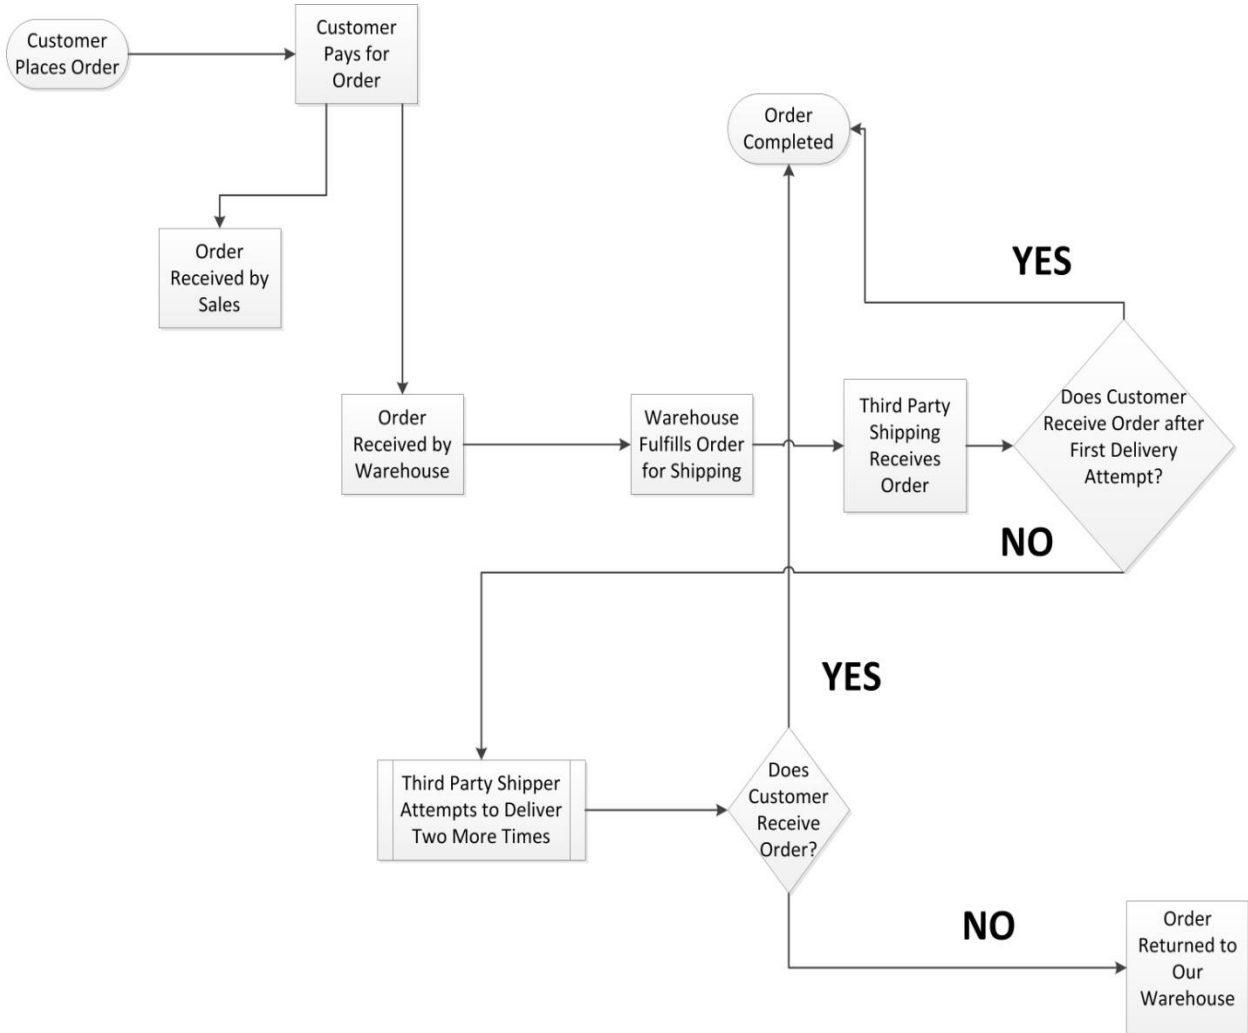 Customer
Places Order
Customer
Pays for
Order
Order
Completed
Order
Received by
Sales
YES
Order
Received by
Warehouse
Warehouse
Fulfills Order
for Shipping
Third Party
Shipping
Receives
Order
Does Customer
Receive Order after
First Delivery
Attempt?
NO
YES
Third Party Shipper
Attempts to Deliver
Two More Times
Does
Customer
Receive
Order?
NO
Order
Returned to
Our
Warehouse